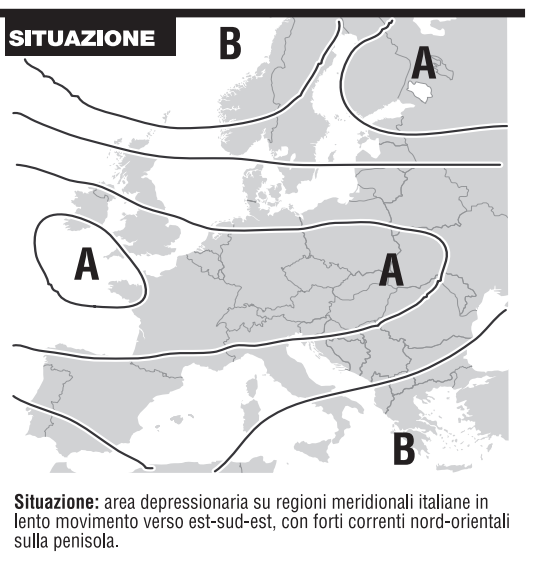 SITUAZIONE
B
A
A
A
B
Situazione: area depressionaria su regioni meridionali italiane in
lento movimento verso est-sud-est, con forti correnti nord-orientali
sulla penisola.